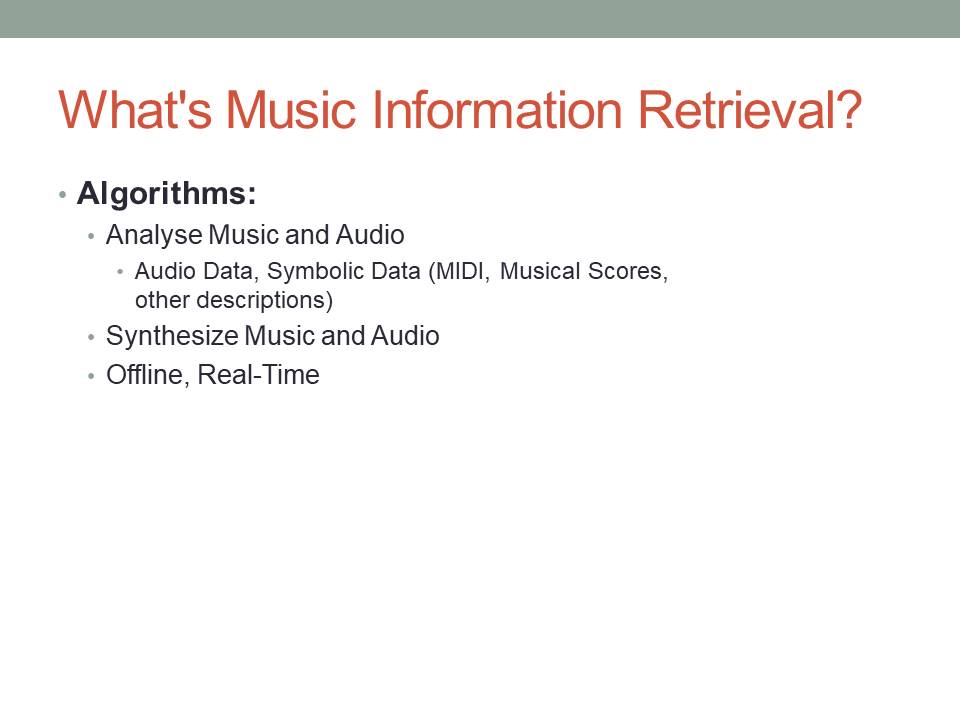 What's Music Information Retrieval?
• Algorithms:
• Analyse Music and Audio
• Audio Data, Symbolic Data (MIDI, Musical Scores,
other descriptions)
• Synthesize Music and Audio
• Offline, Real-Time